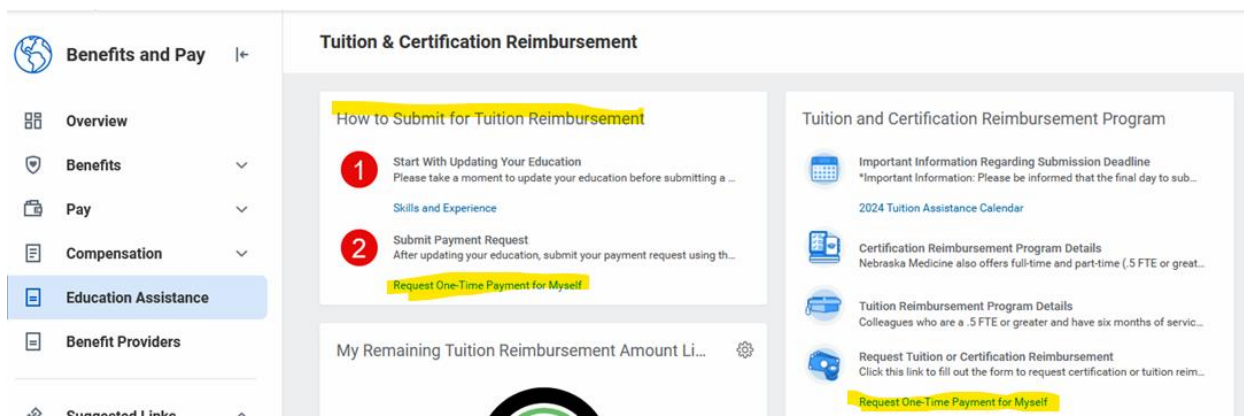 Benefits and Pay
Overview
Benefits
Pay
Compensation
Education Assistance
Benefit Providers
Suggested Links
Tuition & Certification Reimbursement
How to Submit for Tuition Reimbursement
1
Start With Updating Your Education
Please take a moment to update your education before submitting a ...
Skills and Experience
2
Submit Payment Request
After updating your education, submit your payment request using th...
Request One-Time Payment for Myself
My Remaining Tuition Reimbursement Amount Li...
Tuition and Certification Reimbursement Program
Important Information Regarding Submission Deadline
*Important Information: Please be informed that the final day to sub...
2024 Tuition Assistance Calendar
Certification Reimbursement Program Details
Nebraska Medicine also offers full-time and part-time (.5 FTE or great...
Tuition Reimbursement Program Details
Colleagues who are a .5 FTE or greater and have six months of servic...
Request Tuition or Certification Reimbursement
Click this link to fill out the form to request certification or tuition reim...
Request One-Time Payment for Myself